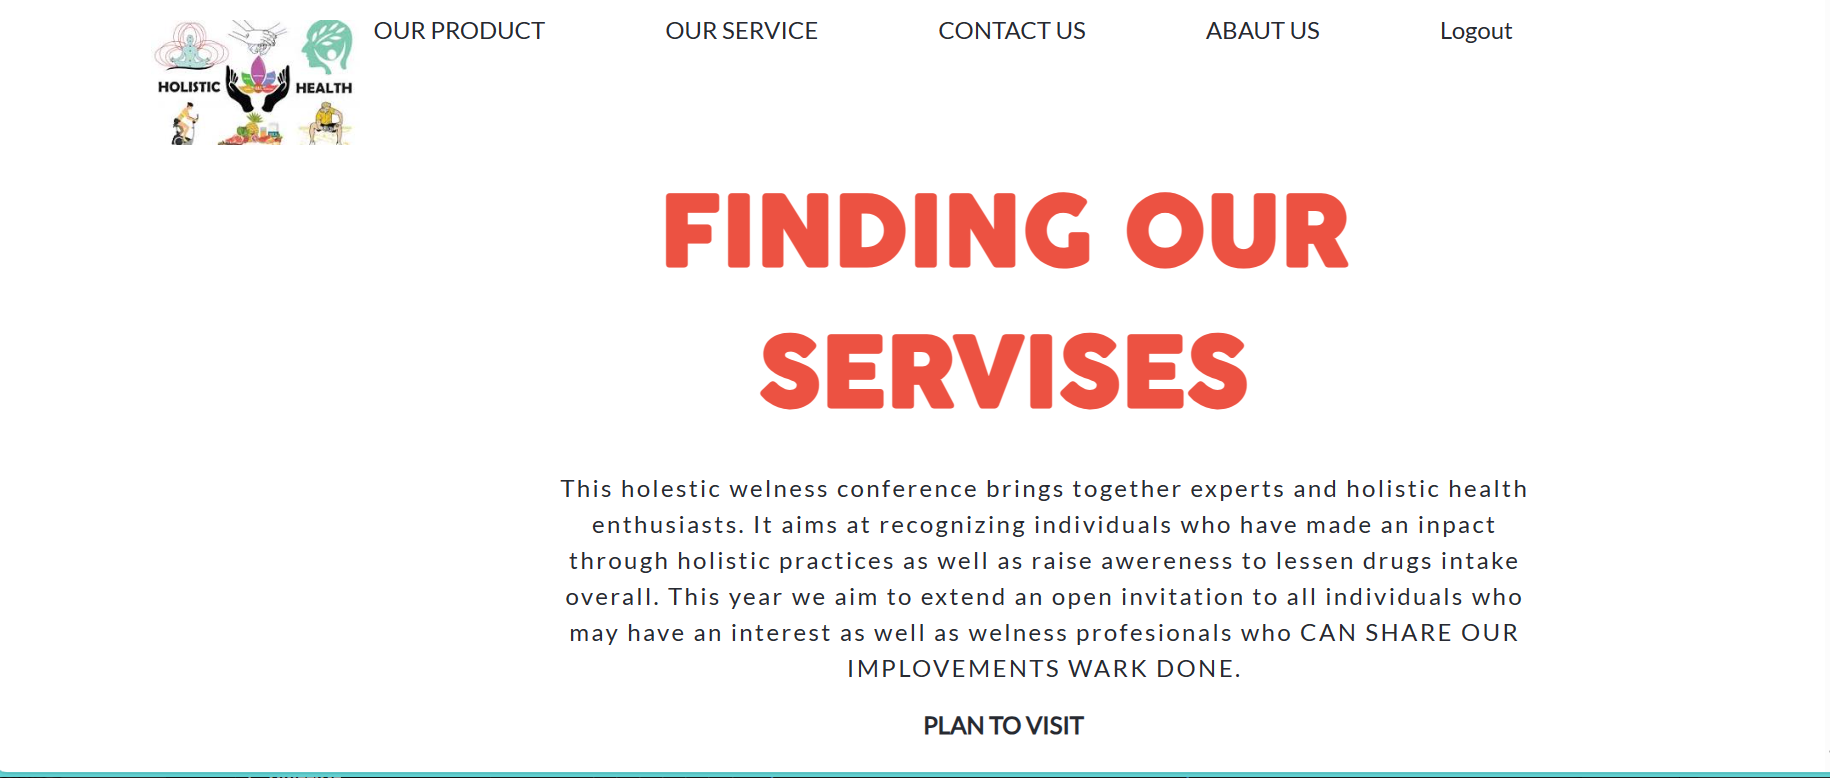 OUR PRODUCT OUR SERVICE CONTACT US ABAUT US Logout
HOLISTIC HEALTH
FINDING OUR
SERVISES
This holestic welness conference brings together experts and holistic health
enthusiasts. It aims at recognizing individuals who have made an inpact
through holistic practices as well as raise awereness to lessen drugs intake
overall. This year we aim to extend an open invitation to all individuals who
may have an interest as well as welness profesionals who CAN SHARE OUR
IMPLOVEMENTS WARK DONE.
PLAN TO VISIT